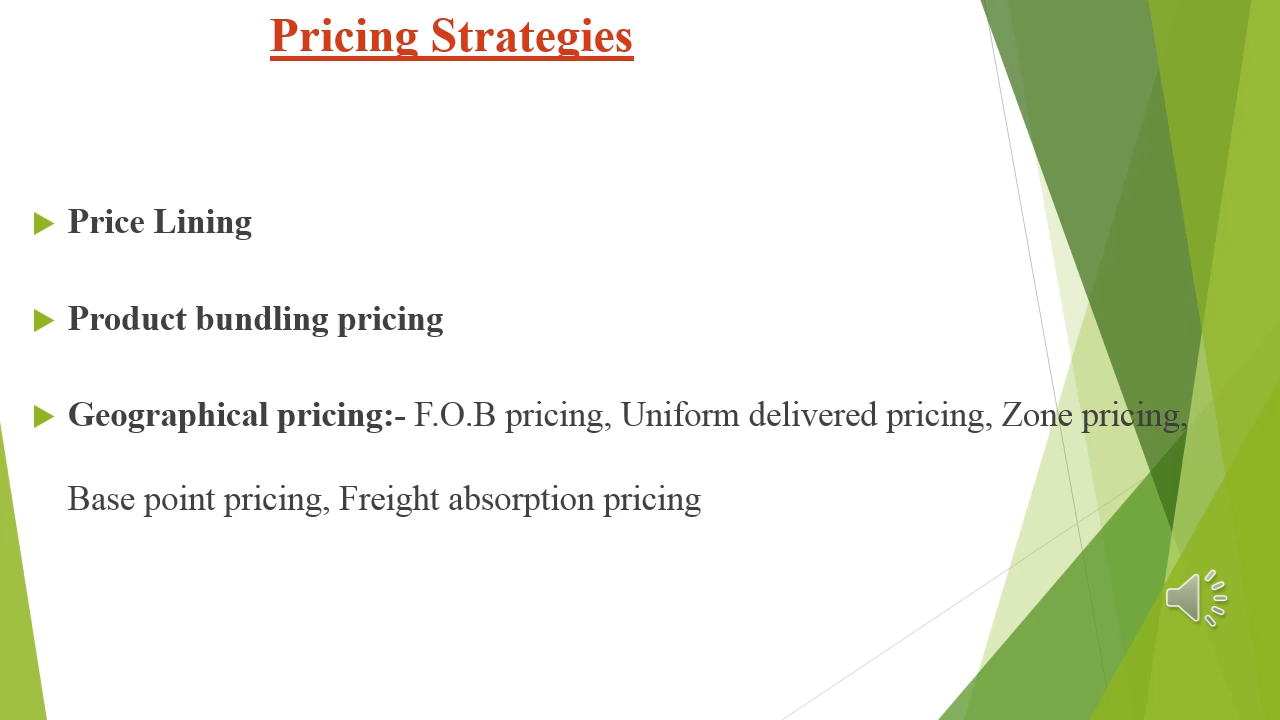 Pricing Strategies
Price Lining
Product bundling pricing
Geographical pricing:- F.O.B pricing, Uniform delivered pricing, Zone pricing,
Base point pricing, Freight absorption pricing